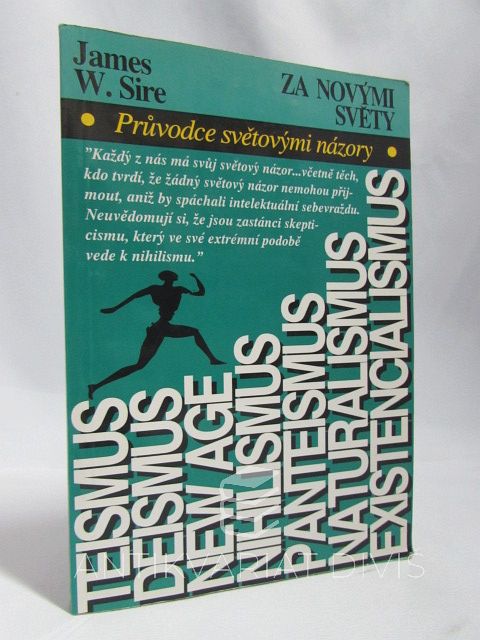 James
W. Sire
ZA NOVÝMI
SVĚTY
Průvodce světovými názory
"Každý z nás má svůj světový názor...včetně těch,
kdo tvrdí, že žádný světový názor nemohou přij-
mout, aniž by spáchali intelektuální sebevraždu.
Neuvědomují si, že jsou zastánci skepti-
cismu, který ve své extrémní podobě
vede k nihilismu."
TEISMUS
DEISMUS
NEW AGE
NIHILISMUS
PANTEISMUS
NATURALISMUS
EXISTENCIALISMUS
ANTIKVARIÁT DIVIŠ